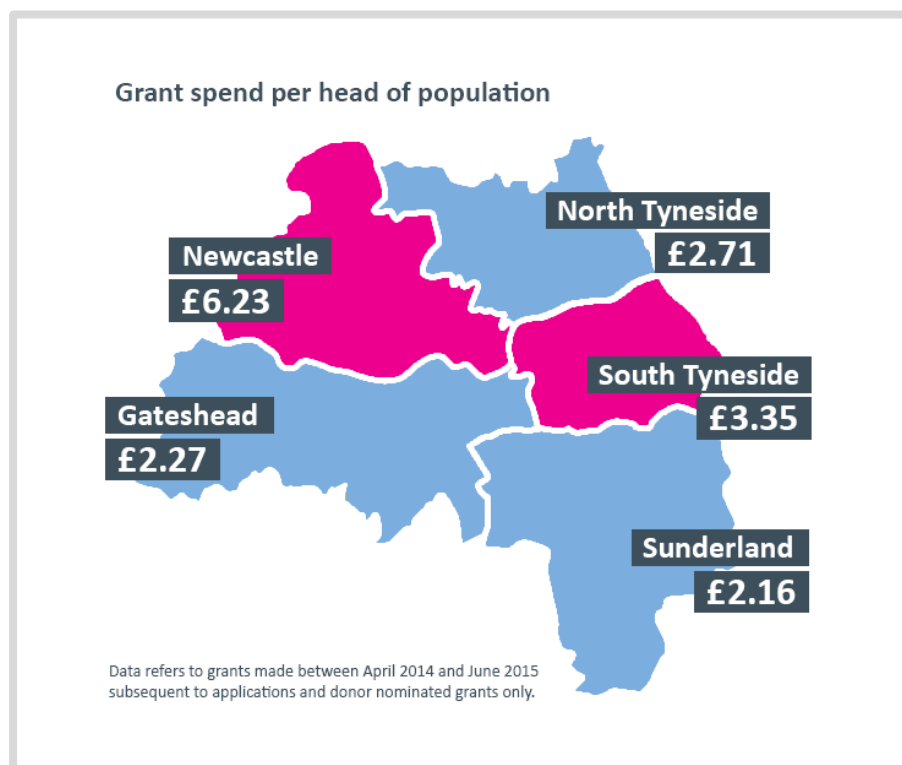 Grant spend per head of population
North Tyneside
£2.71
Newcastle
£6.23
South Tyneside
£3.35
Gateshead
£2.27
Sunderland
£2.16
Data refers to grants made between April 2014 and June 2015
subsequent to applications and donor nominated grants only.